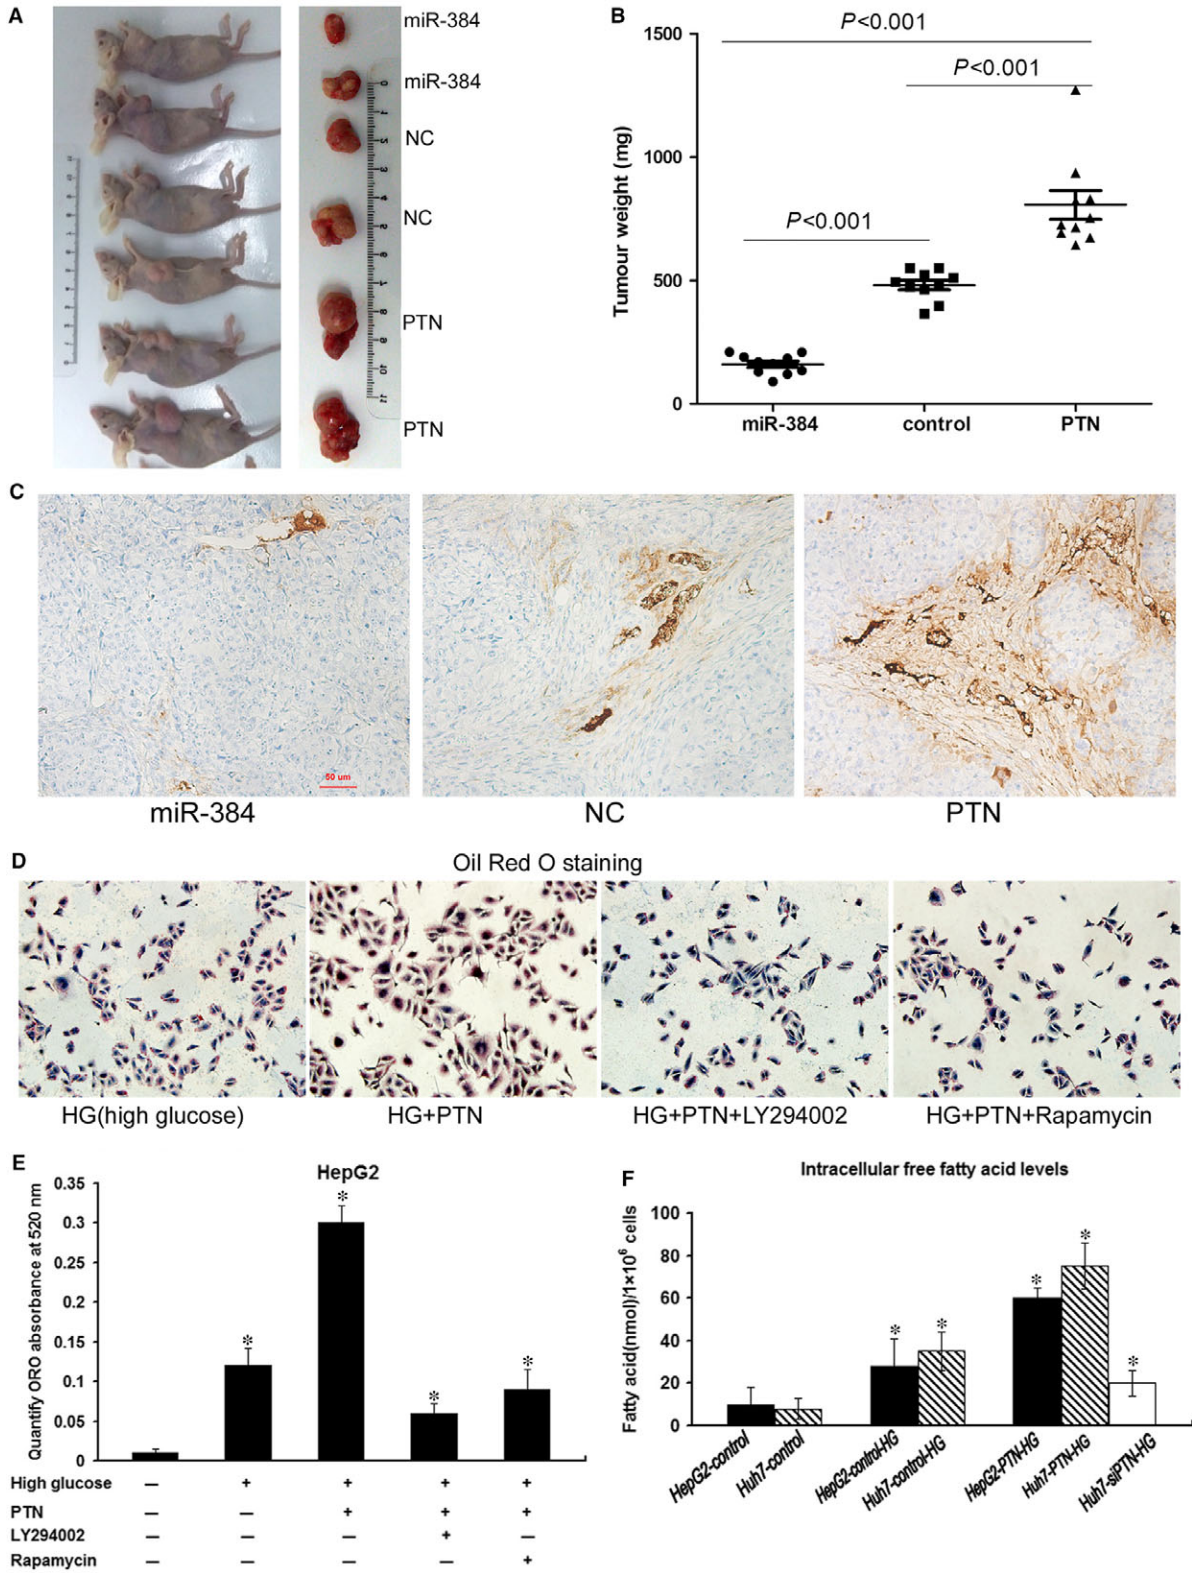 A
miR-384
miR-384
NC
NC
PTN
PTN
B
Tumour weight (mg)
1500
1000
500
0
P<0.001
P<0.001
P<0.001
miR-384
control
PTN
C
50 um
miR-384
NC
PTN
D
Oil Red O staining
HG(high glucose)
HG+PTN
HG+PTN+LY294002
HG+PTN+Rapamycin
E
HepG2
Quantify ORO absorbance at 520 nm
0.35
0.3
0.25
0.2
0.15
0.1
0.05
0
*
*
*
*
High glucose — + + + +
PTN — — + + +
LY294002 — — — + —
Rapamycin — — — — +
F
Intracellular free fatty acid levels
Fatty acid(nmol)/1×10⁶ cells
100
80
60
40
20
0
*
*
*
*
*
HepG2-control
Huh7-control
HepG2-control-HG
Huh7-control-HG
HepG2-PTN-HG
Huh7-PTN-HG
Huh7-siPTN-HG